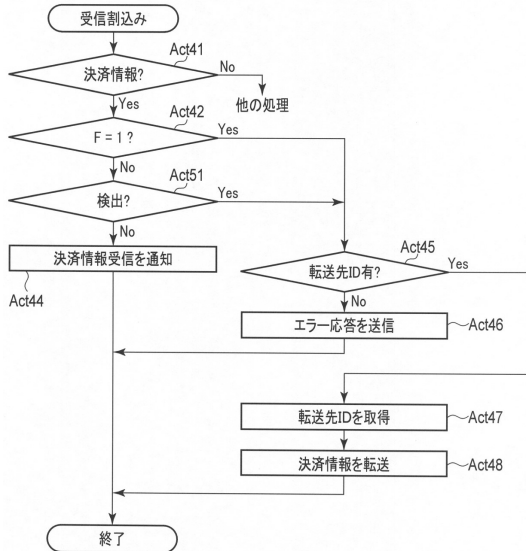 受信割込み
Act41
決済情報?
No
他の処理
Yes
Act42
F = 1 ?
Yes
No
Act51
検出?
Yes
No
決済情報受信を通知
Act44
Act45
転送先ID有?
Yes
No
エラー応答を送信
Act46
転送先IDを取得
Act47
決済情報を転送
Act48
終了